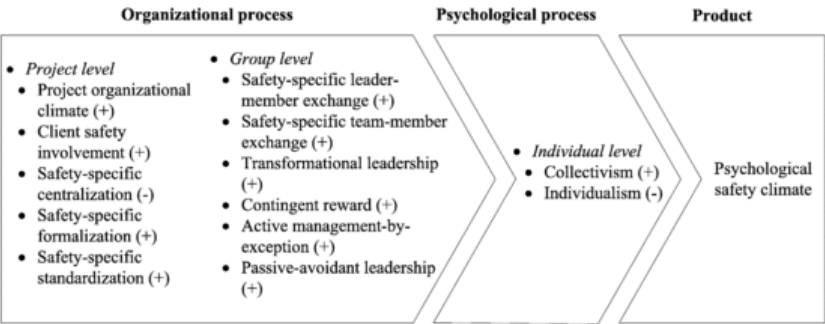 Organizational process
Psychological process
Product
• Project level
• Project organizational
climate (+)
• Client safety
involvement (+)
• Safety-specific
centralization (-)
• Safety-specific
formalization (+)
• Safety-specific
standardization (+)
• Group level
• Safety-specific leader-
member exchange (+)
• Safety-specific team-member
exchange (+)
• Transformational leadership
(+)
• Contingent reward (+)
• Active management-by-
exception (+)
• Passive-avoidant leadership
(+)
• Individual level
• Collectivism (+)
• Individualism (-)
Psychological
safety climate